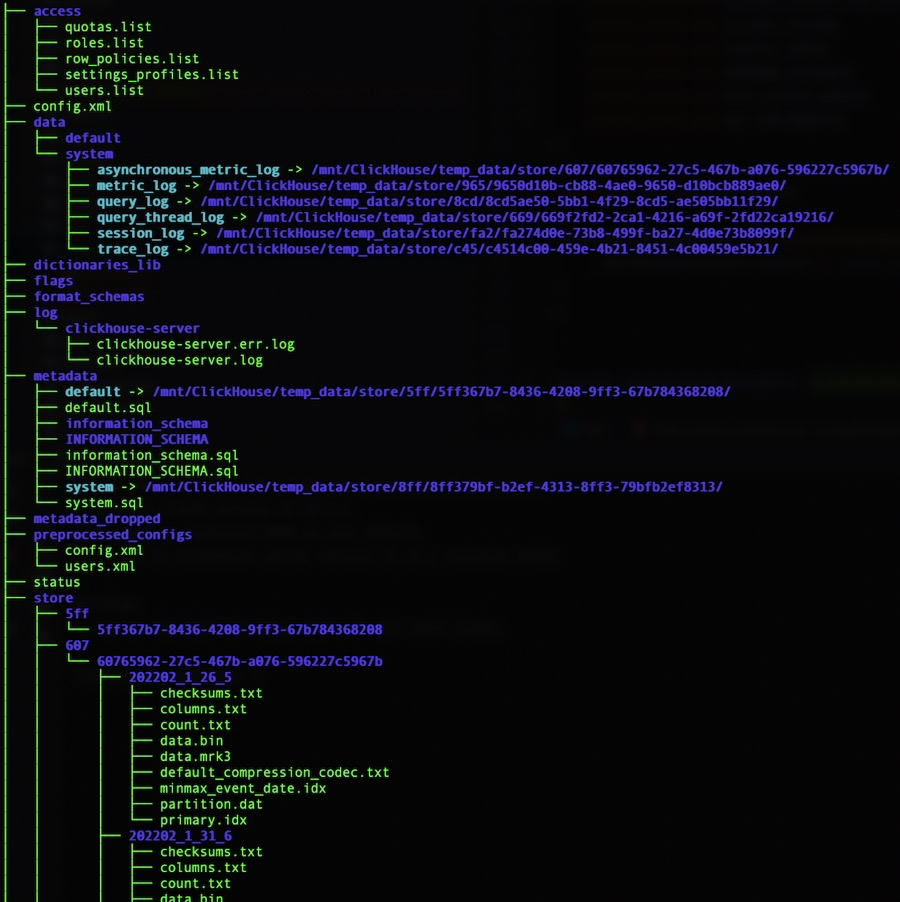 ├── access
│   ├── quotas.list
│   ├── roles.list
│   ├── row_policies.list
│   ├── settings_profiles.list
│   └── users.list
├── config.xml
├── data
│   ├── default
│   └── system
│       ├── asynchronous_metric_log -> /mnt/ClickHouse/temp_data/store/607/60765962-27c5-467b-a076-596227c5967b/
│       ├── metric_log -> /mnt/ClickHouse/temp_data/store/965/9650d10b-cb88-4ae0-9650-d10bcb889ae0/
│       ├── query_log -> /mnt/ClickHouse/temp_data/store/8cd/8cd5ae50-5bb1-4f29-8cd5-ae505bb11f29/
│       ├── query_thread_log -> /mnt/ClickHouse/temp_data/store/669/669f2fd2-2ca1-4216-a69f-2fd22ca19216/
│       ├── session_log -> /mnt/ClickHouse/temp_data/store/fa2/fa274d0e-73b8-499f-ba27-4d0e73b8099f/
│       └── trace_log -> /mnt/ClickHouse/temp_data/store/c45/c4514c00-459e-4b21-8451-4c00459e5b21/
├── dictionaries_lib
├── flags
├── format_schemas
├── log
│   └── clickhouse-server
│       ├── clickhouse-server.err.log
│       └── clickhouse-server.log
├── metadata
│   ├── default -> /mnt/ClickHouse/temp_data/store/5ff/5ff367b7-8436-4208-9ff3-67b784368208/
│   ├── default.sql
│   ├── information_schema
│   ├── INFORMATION_SCHEMA
│   ├── information_schema.sql
│   ├── INFORMATION_SCHEMA.sql
│   ├── system -> /mnt/ClickHouse/temp_data/store/8ff/8ff379bf-b2ef-4313-8ff3-79bfb2ef8313/
│   └── system.sql
├── metadata_dropped
├── preprocessed_configs
│   ├── config.xml
│   └── users.xml
├── status
├── store
│   ├── 5ff
│   │   └── 5ff367b7-8436-4208-9ff3-67b784368208
│   ├── 607
│   │   └── 60765962-27c5-467b-a076-596227c5967b
│   │       ├── 202202_1_26_5
│   │       │   ├── checksums.txt
│   │       │   ├── columns.txt
│   │       │   ├── count.txt
│   │       │   ├── data.bin
│   │       │   ├── data.mrk3
│   │       │   ├── default_compression_codec.txt
│   │       │   ├── minmax_event_date.idx
│   │       │   ├── partition.dat
│   │       │   └── primary.idx
│   │       ├── 202202_1_31_6
│   │       │   ├── checksums.txt
│   │       │   ├── columns.txt
│   │       │   ├── count.txt
│   │       │   ├── data.bin